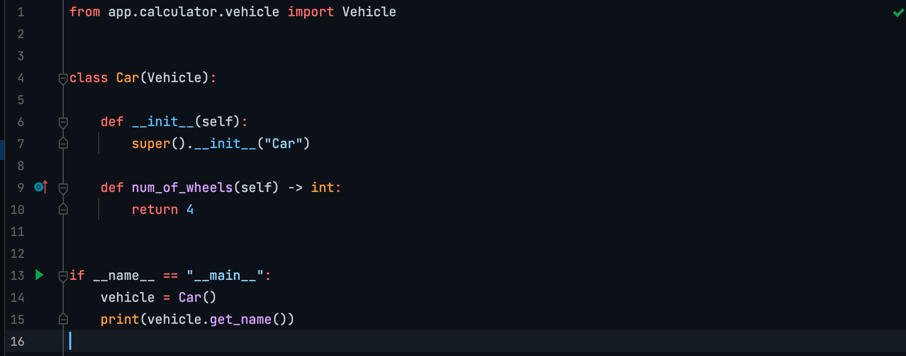 1 from app.calculator.vehicle import Vehicle
2
3
4 class Car(Vehicle):
5
6     def __init__(self):
7         super().__init__("Car")
8
9     def num_of_wheels(self) -> int:
10         return 4
11
12
13 if __name__ == "__main__":
14     vehicle = Car()
15     print(vehicle.get_name())
16